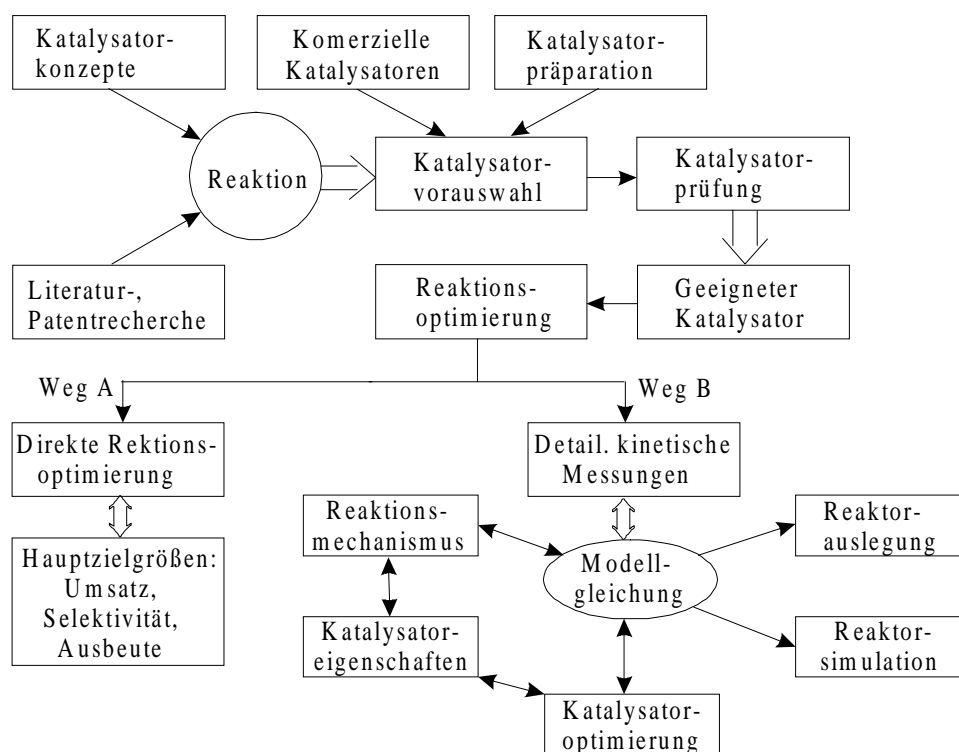 Katalysator-
konzepte
Komerzielle
Katalysatoren
Katalysator-
präparation
Reaktion
Katalysator-
vorauswahl
Katalysator-
prüfung
Literatur-,
Patentrecherche
Reaktions-
optimierung
Geeigneter
Katalysator
Weg A
Weg B
Direkte Rektions-
optimierung
Detail. kinetische
Messungen
Hauptzielgrößen:
Umsatz,
Selektivität,
Ausbeute
Reaktions-
mechanismus
Modell-
gleichung
Reaktor-
auslegung
Katalysator-
eigenschaften
Reaktor-
simulation
Katalysator-
optimierung